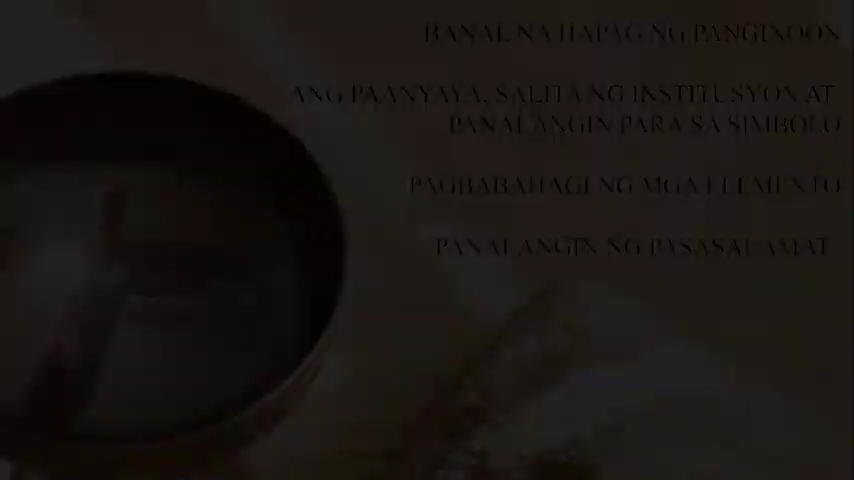 BANAL NA HAPAG NG PANGINOON
ANG PAANYAYA, SALITA NG INSTITUSYON AT
PANALANGIN PARA SA SIMBOLO
PAGBABAHAGI NG MGA ELEMENTO
PANALANGIN NG PASASALAMAT